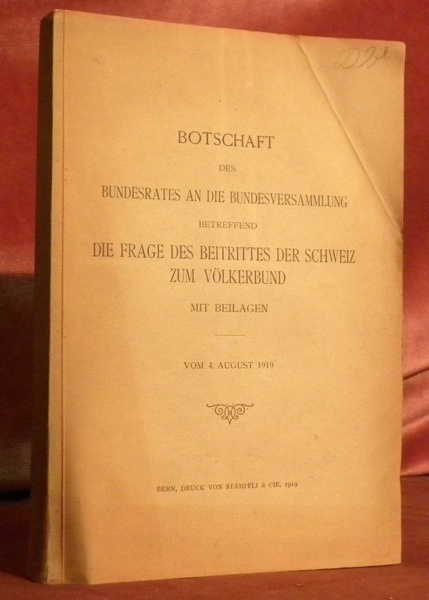 BOTSCHAFT
DES
BUNDESRATES AN DIE BUNDESVERSAMMLUNG
BETREFFEND
DIE FRAGE DES BEITRITTES DER SCHWEIZ
ZUM VÖLKERBUND
MIT BEILAGEN
VOM 4. AUGUST 1919
BERN, DRUCK VON STÄMPFLI & CIE. 1919